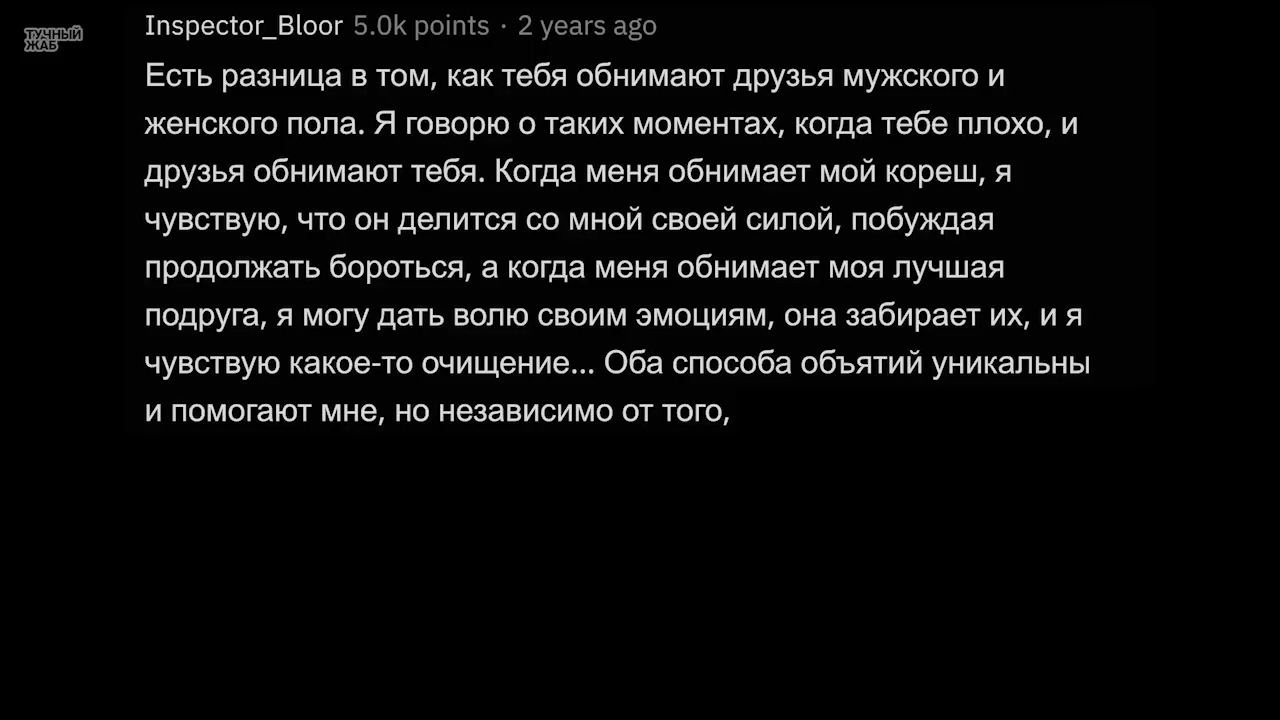 ТУЧНЫЙ
ЖАБ
Inspector_Bloor 5.0k points · 2 years ago
Есть разница в том, как тебя обнимают друзья мужского и
женского пола. Я говорю о таких моментах, когда тебе плохо, и
друзья обнимают тебя. Когда меня обнимает мой кореш, я
чувствую, что он делится со мной своей силой, побуждая
продолжать бороться, а когда меня обнимает моя лучшая
подруга, я могу дать волю своим эмоциям, она забирает их, и я
чувствую какое-то очищение... Оба способа объятий уникальны
и помогают мне, но независимо от того,